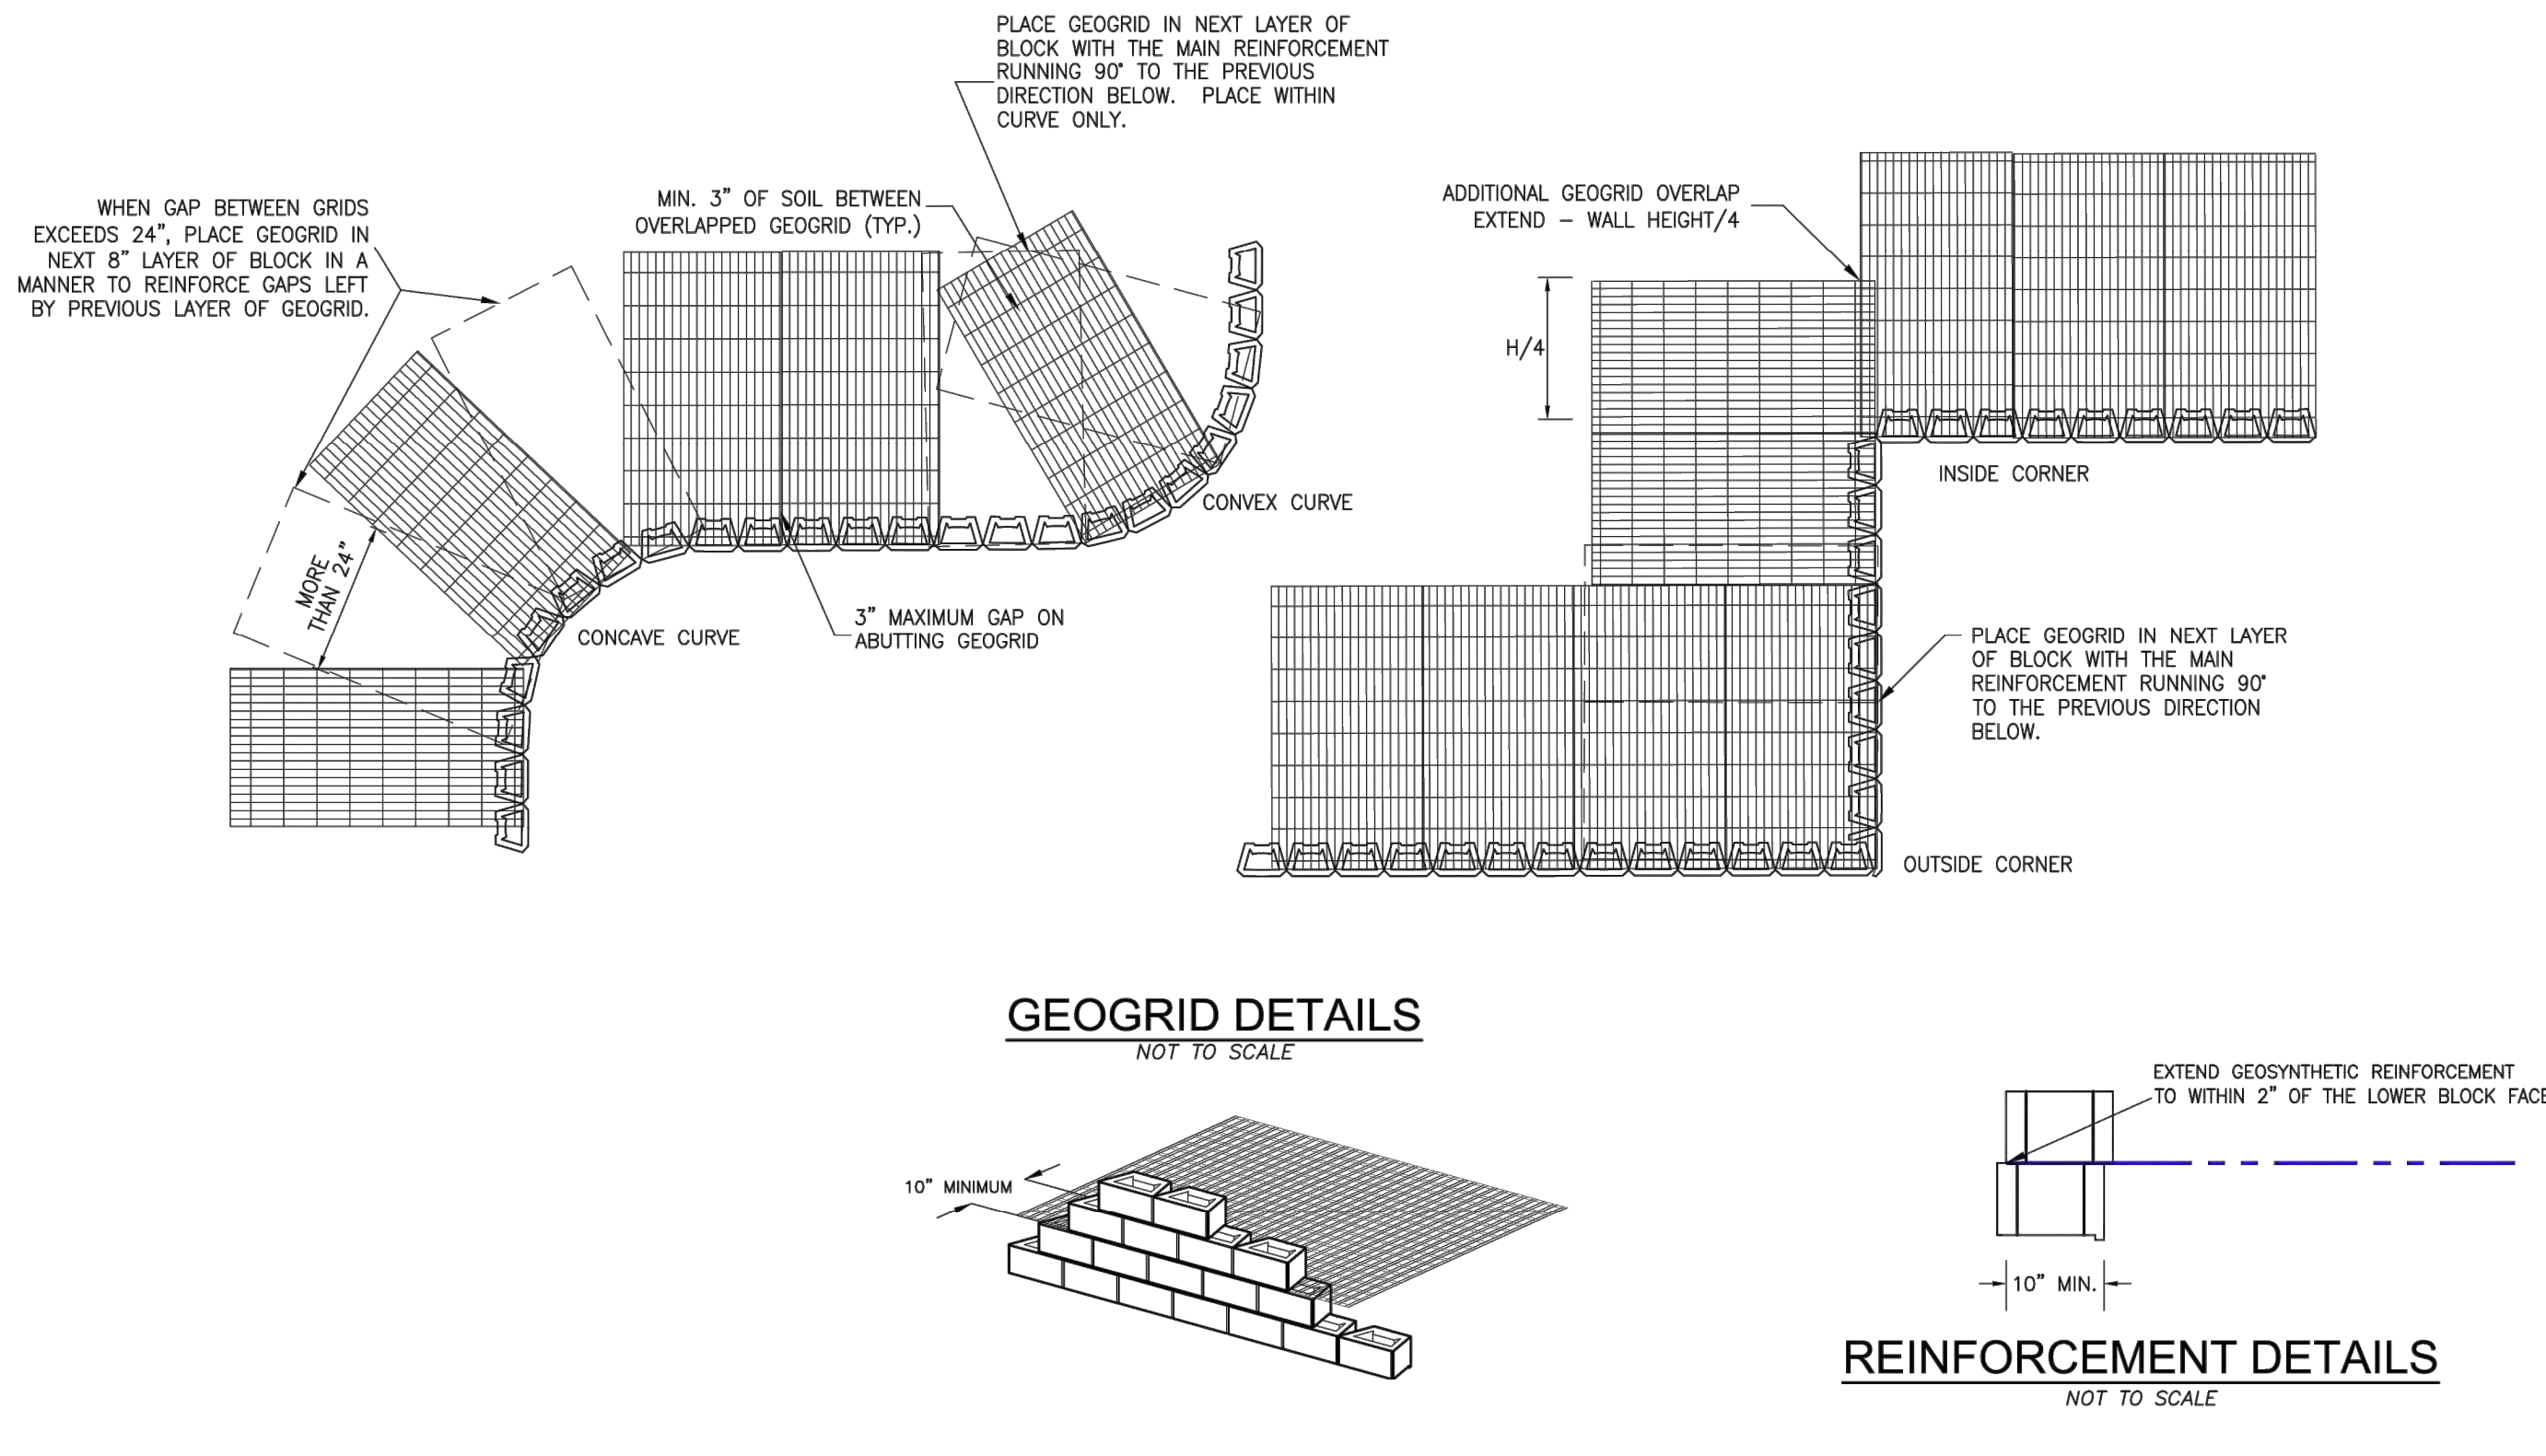 PLACE GEOGRID IN NEXT LAYER OF
BLOCK WITH THE MAIN REINFORCEMENT
RUNNING 90° TO THE PREVIOUS
DIRECTION BELOW. PLACE WITHIN
CURVE ONLY.
WHEN GAP BETWEEN GRIDS
EXCEEDS 24", PLACE GEOGRID IN
NEXT 8" LAYER OF BLOCK IN A
MANNER TO REINFORCE GAPS LEFT
BY PREVIOUS LAYER OF GEOGRID.
MIN. 3" OF SOIL BETWEEN
OVERLAPPED GEOGRID (TYP.)
ADDITIONAL GEOGRID OVERLAP
EXTEND – WALL HEIGHT/4
H/4
INSIDE CORNER
CONVEX CURVE
MORE
THAN 24"
CONCAVE CURVE
3" MAXIMUM GAP ON
ABUTTING GEOGRID
PLACE GEOGRID IN NEXT LAYER
OF BLOCK WITH THE MAIN
REINFORCEMENT RUNNING 90°
TO THE PREVIOUS DIRECTION
BELOW.
OUTSIDE CORNER
GEOGRID DETAILS
NOT TO SCALE
10" MINIMUM
EXTEND GEOSYNTHETIC REINFORCEMENT
TO WITHIN 2" OF THE LOWER BLOCK FACE
10" MIN.
REINFORCEMENT DETAILS
NOT TO SCALE